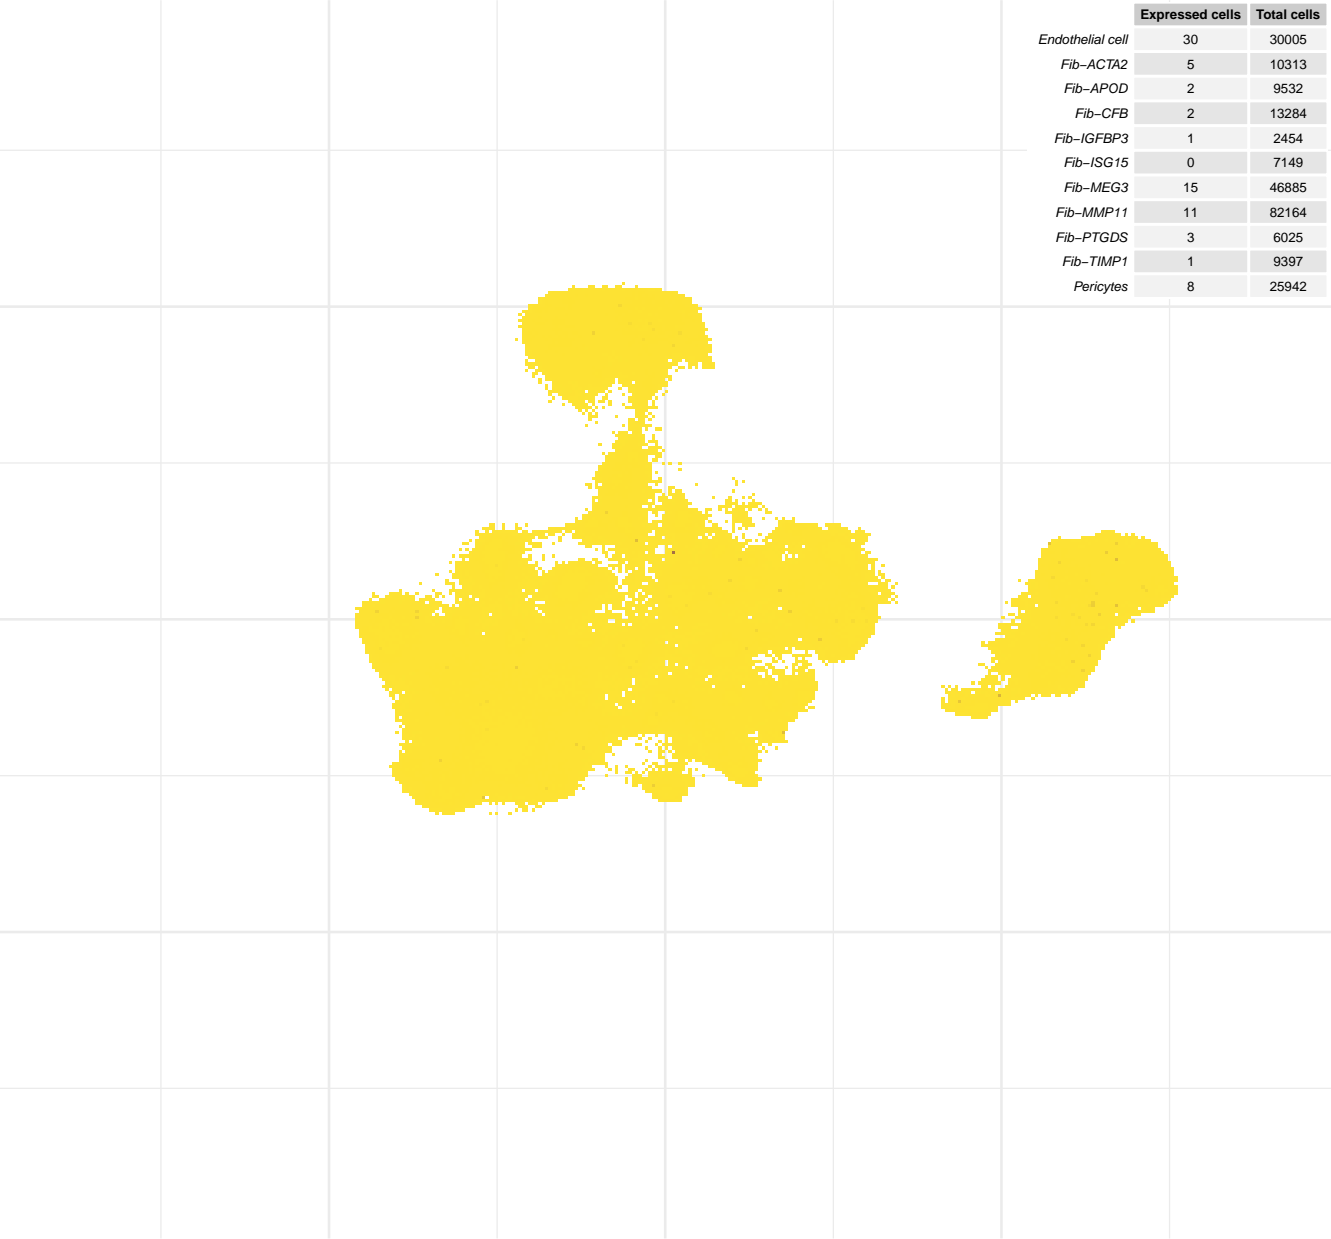 Expressed cells Total cells
Endothelial cell 30 30005
Fib−ACTA2 5 10313
Fib−APOD 2 9532
Fib−CFB 2 13284
Fib−IGFBP3 1 2454
Fib−ISG15 0 7149
Fib−MEG3 15 46885
Fib−MMP11 11 82164
Fib−PTGDS 3 6025
Fib−TIMP1 1 9397
Pericytes 8 25942